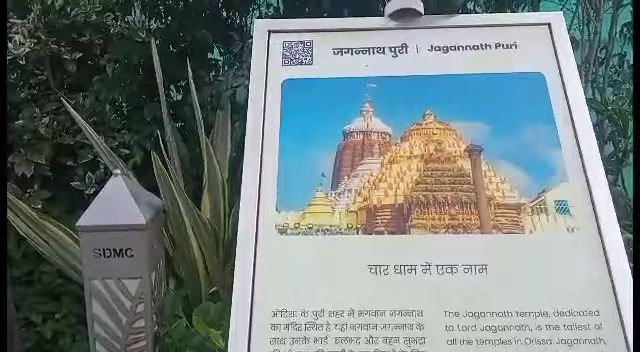 जगन्नाथ पुरी | Jagannath Puri
SDMC
चार धाम में एक नाम
ओडिशा के पुरी शहर में भगवान जगन्नाथ
का मंदिर स्थित है यहां भगवान जगन्नाथ के
साथ उनके भाई बलभद्र और बहन सुभद्रा
The Jagannath temple, dedicated
to Lord Jagannath, is the tallest of
all the temples in Orissa Jagannath,